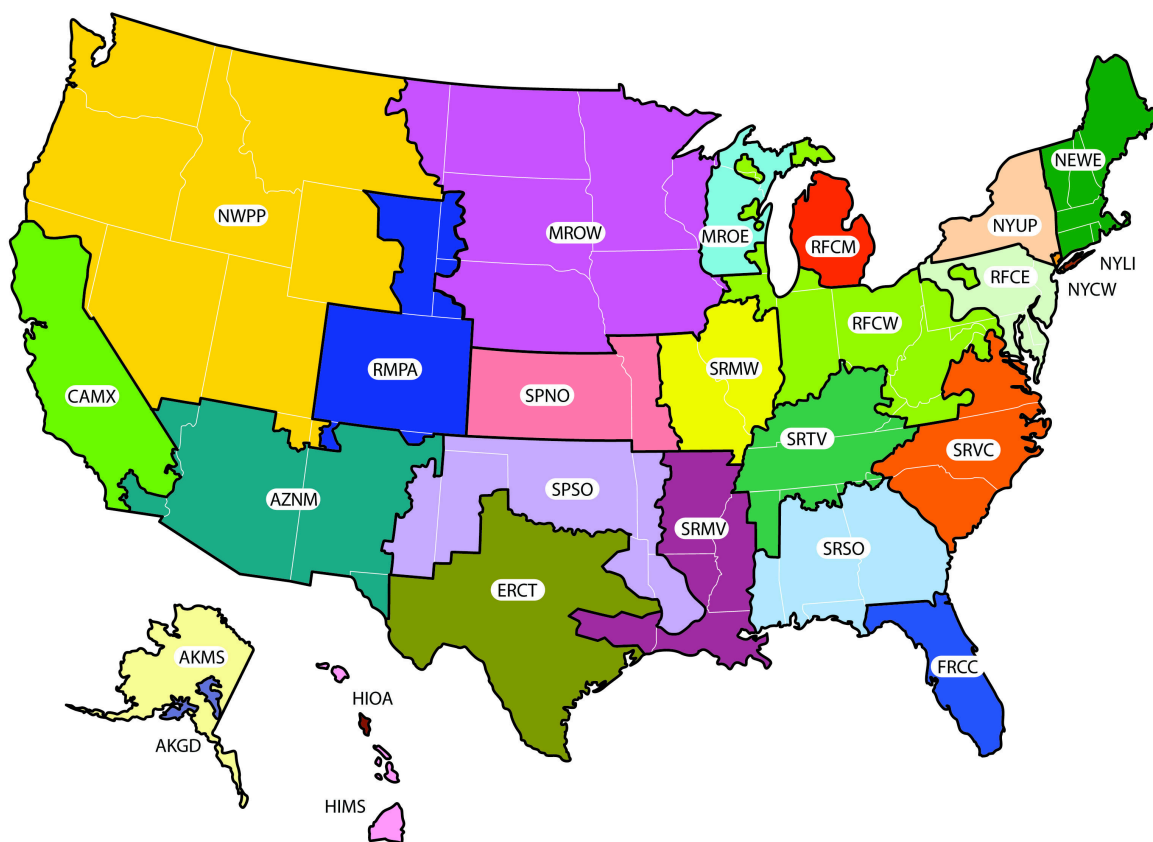 NEWE
NWPP
NYUP
MROW
MROE
RFCM
NYLI
RFCE
NYCW
RFCW
RMPA
SRMW
CAMX
SPNO
SRTV
SRVC
SPSO
AZNM
SRMV
SRSO
ERCT
AKMS
FRCC
HIOA
AKGD
HIMS